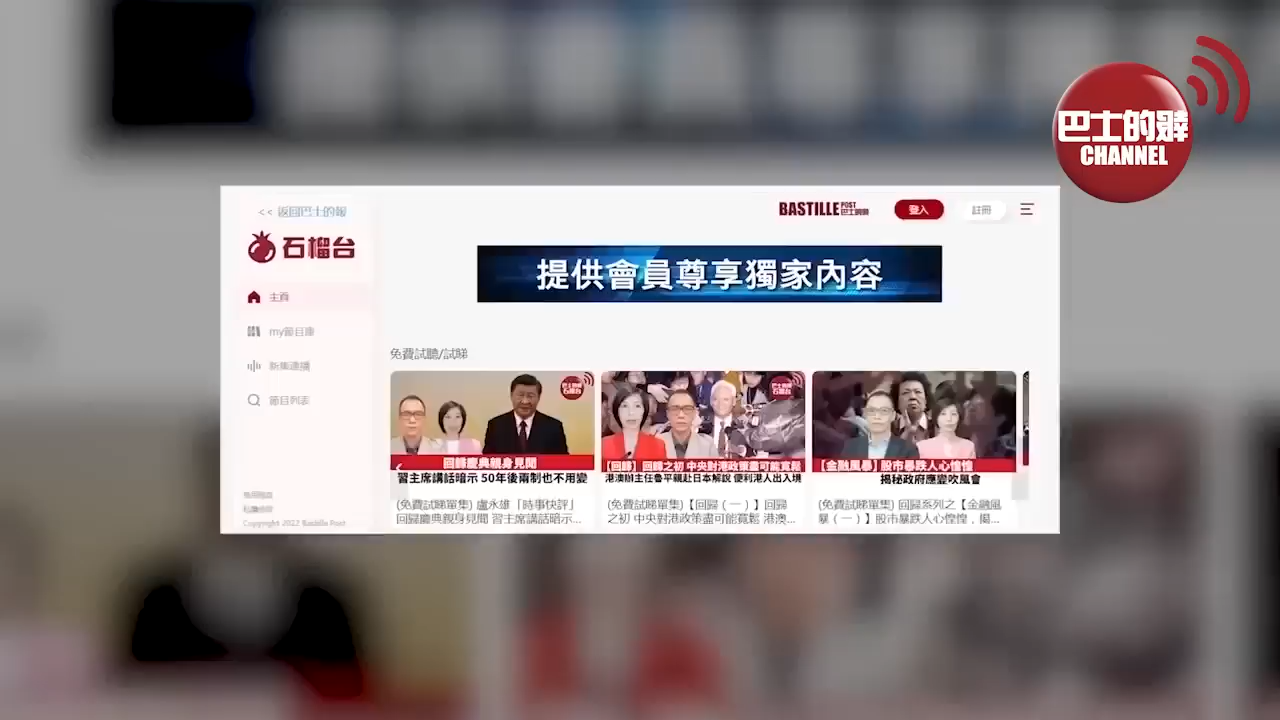 巴士的報
CHANNEL
<< 返回巴士的報
BASTILLE POST
巴士的報
登入
註冊
石榴台
提供會員尊享獨家內容
主頁
my節目庫
新集連播
節目列表
免費試聽/試睇
回歸慶典親身見聞
習主席講話暗示 50年後兩制也不用變
(免費試睇單集) 盧永雄「時事快評」
回歸慶典親身見聞 習主席講話暗示...
【回歸】回歸之初 中央對港政策盡可能寬鬆
港澳辦主任魯平親赴日本解說 便利港人出入境
(免費試睇單集)【回歸（一）】回歸
之初 中央對港政策盡可能寬鬆 港澳...
【金融風暴】股市暴跌人心惶惶
揭秘政府應變吹風會
(免費試睇單集) 回歸系列之【金融風
暴（一）】股市暴跌人心惶惶，揭...
Copyright 2022 Bastille Post